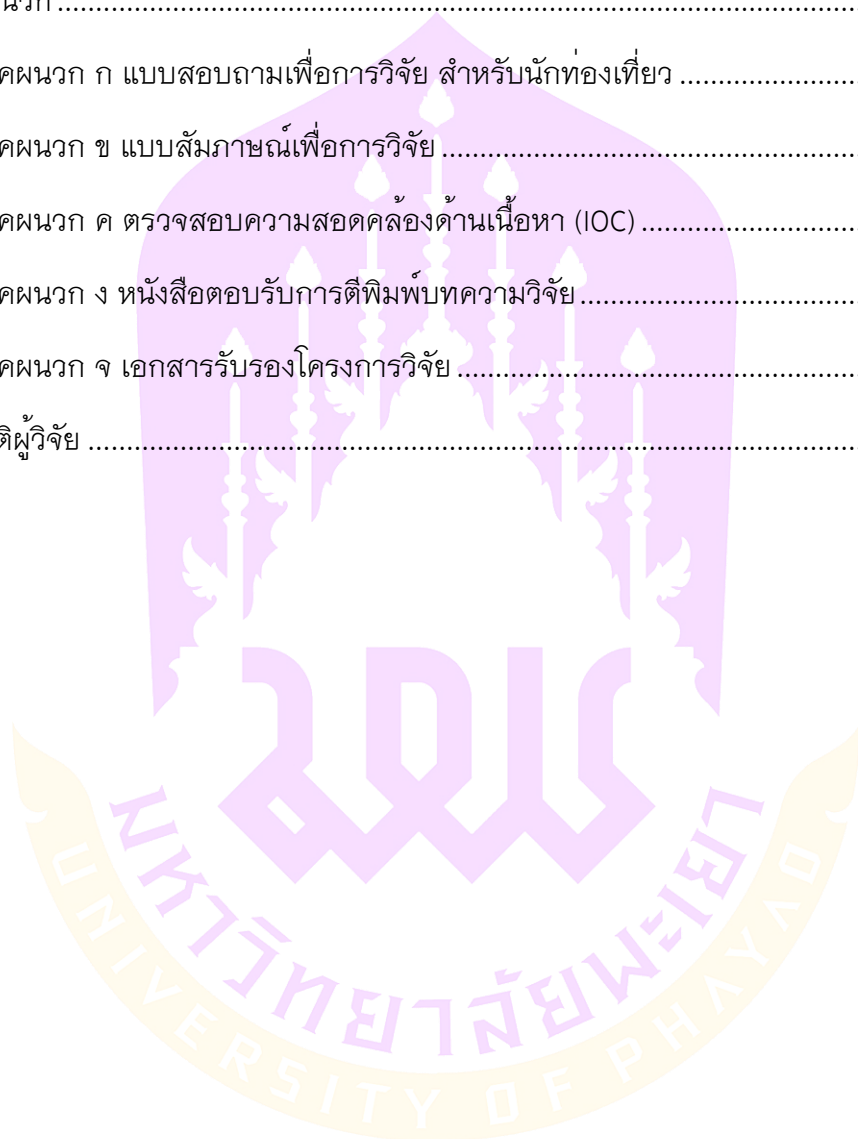 นวก ................................................................................
คผนวก ก แบบสอบถามเพื่อการวิจัย สำหรับนักท่องเที่ยว ........................
คผนวก ข แบบสัมภาษณ์เพื่อการวิจัย ......................................................
คผนวก ค ตรวจสอบความสอดคล้องด้านเนื้อหา (IOC) ............................
คผนวก ง หนังสือตอบรับการตีพิมพ์บทความวิจัย ....................................
คผนวก จ เอกสารรับรองโครงการวิจัย ....................................................
ติผู้วิจัย ................................................................................
มหาวิทยาลัยพะเยา
UNIVERSITY OF PHAYAO